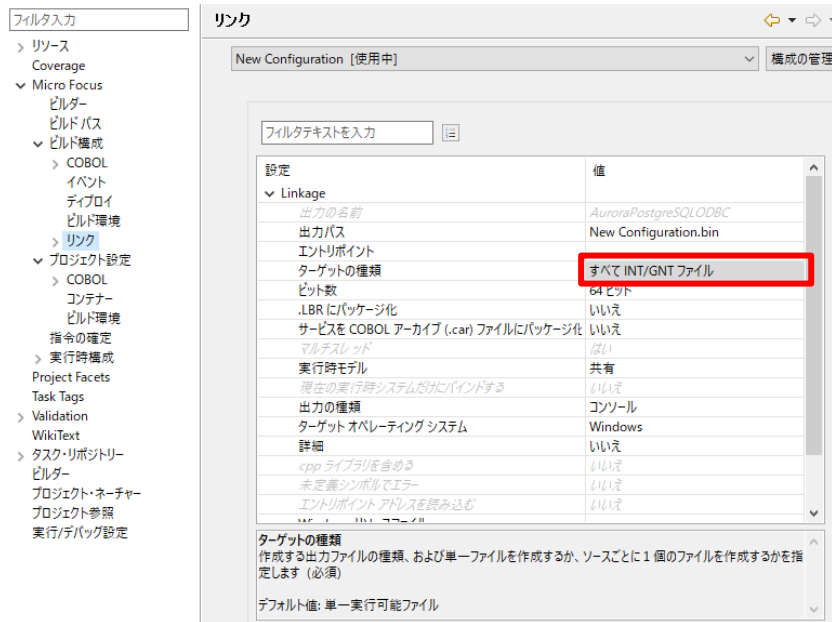 フィルタ入力
リソース
Coverage
Micro Focus
ビルダー
ビルド パス
ビルド構成
COBOL
イベント
ディプロイ
ビルド環境
リンク
プロジェクト設定
COBOL
コンテナー
ビルド環境
指令の確定
実行時構成
Project Facets
Task Tags
Validation
WikiText
タスク・リポジトリー
ビルダー
プロジェクト・ネーチャー
プロジェクト参照
実行/デバッグ設定
リンク
New Configuration [使用中]
構成の管理
フィルタテキストを入力
設定 値
Linkage
出力の名前 AuroraPostgreSQLODBC
出力パス New Configuration.bin
エントリポイント
ターゲットの種類 すべて INT/GNT ファイル
ビット数 64 ビット
.LBR にパッケージ化 いいえ
サービスを COBOL アーカイブ (.car) ファイルにパッケージ化 いいえ
マルチスレッド はい
実行時モデル 共有
現在の実行時システムだけにバインドする いいえ
出力の種類 コンソール
ターゲット オペレーティング システム Windows
詳細 いいえ
cpp ライブラリを含める いいえ
未定義シンボルでエラー いいえ
エントリポイント アドレスを読み込む いいえ
ターゲットの種類
作成する出力ファイルの種類、および単一ファイルを作成するか、ソースごとに 1 個のファイルを作成するかを指
定します (必須)
デフォルト値: 単一実行可能ファイル